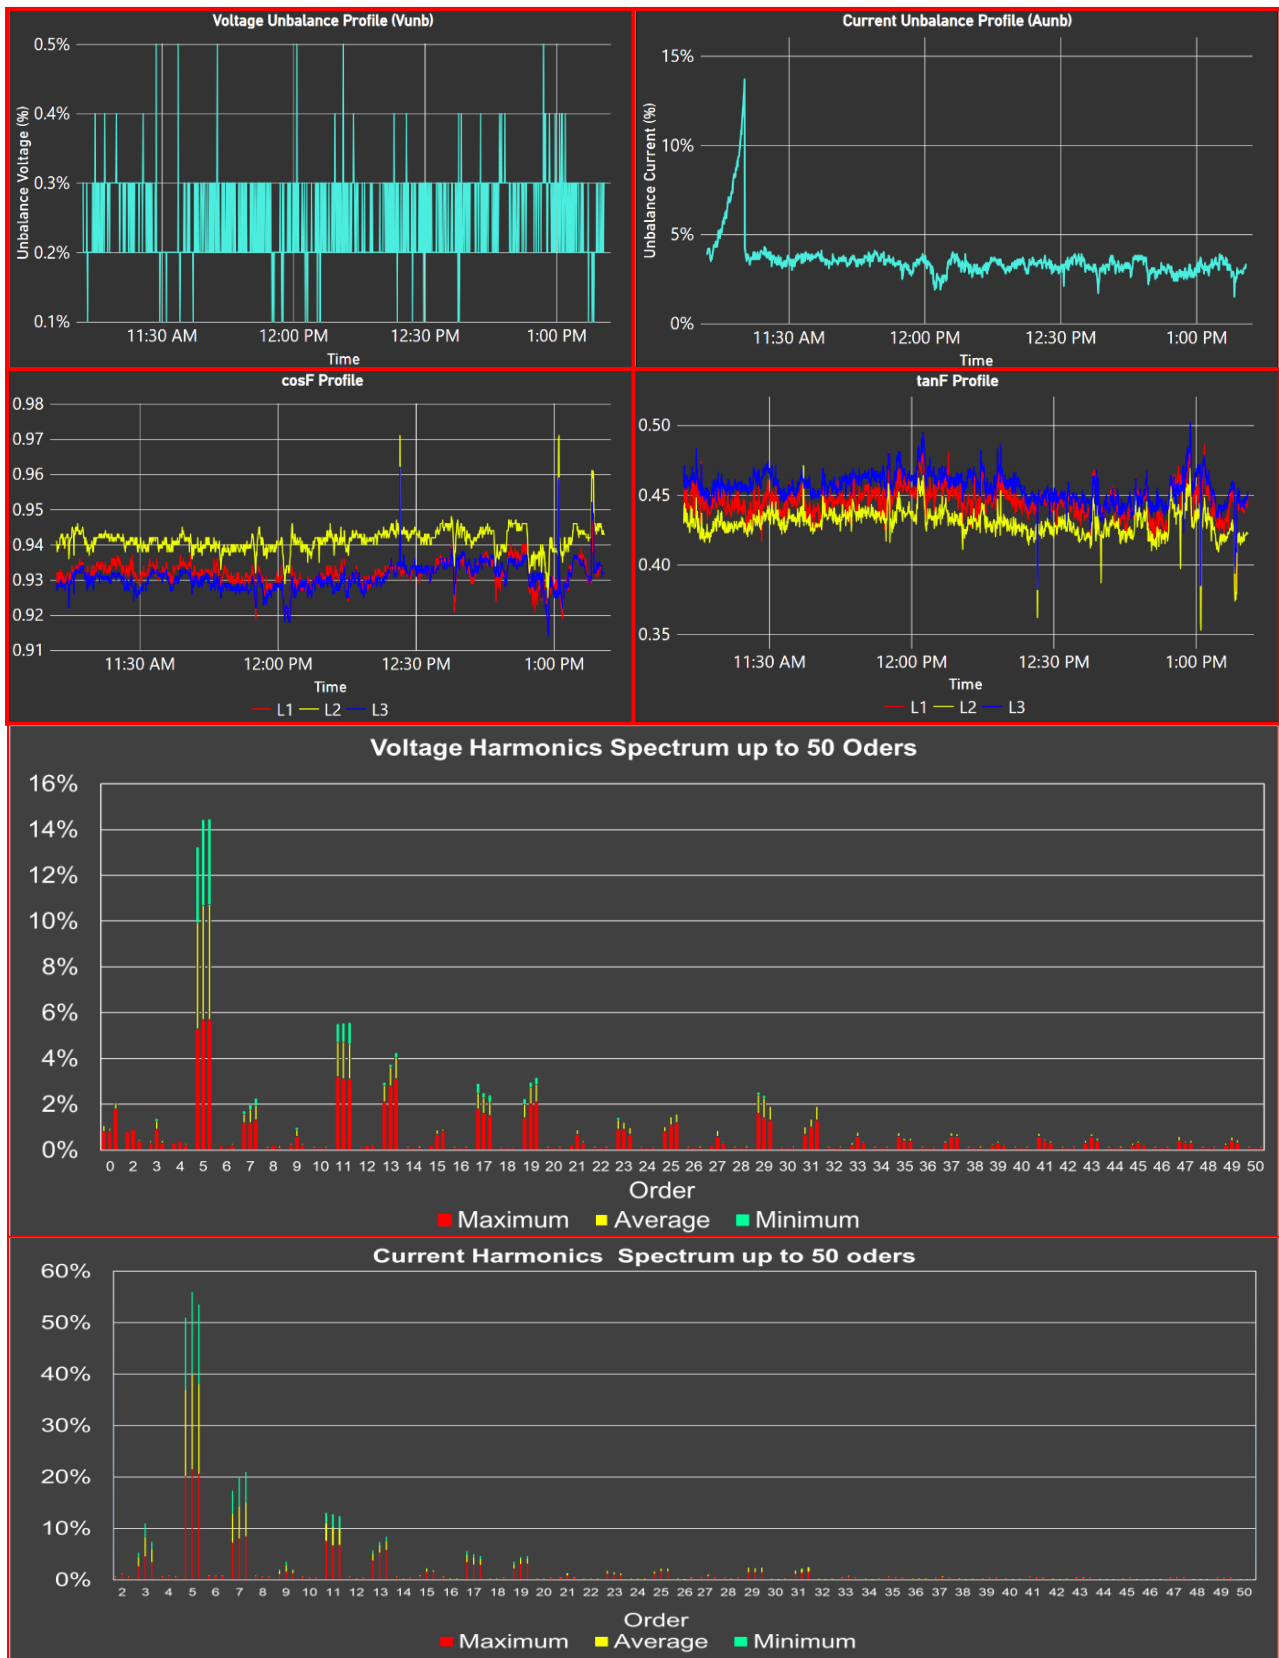 Voltage Unbalance Profile (Vunb)
Unbalance Voltage (%)
0.5%
0.4%
0.3%
0.2%
0.1%
11:30 AM 12:00 PM 12:30 PM 1:00 PM
Time
Current Unbalance Profile (Aunb)
Unbalance Current (%)
15%
10%
5%
0%
11:30 AM 12:00 PM 12:30 PM 1:00 PM
Time
cosF Profile
0.98
0.97
0.96
0.95
0.94
0.93
0.92
0.91
11:30 AM 12:00 PM 12:30 PM 1:00 PM
Time
L1 L2 L3
tanF Profile
0.50
0.45
0.40
0.35
11:30 AM 12:00 PM 12:30 PM 1:00 PM
Time
L1 L2 L3
Voltage Harmonics Spectrum up to 50 Oders
16%
14%
12%
10%
8%
6%
4%
2%
0%
0 2 3 4 5 6 7 8 9 10 11 12 13 14 15 16 17 18 19 20 21 22 23 24 25 26 27 28 29 30 31 32 33 34 35 36 37 38 39 40 41 42 43 44 45 46 47 48 49 50
Order
Maximum Average Minimum
Current Harmonics Spectrum up to 50 oders
60%
50%
40%
30%
20%
10%
0%
2 3 4 5 6 7 8 9 10 11 12 13 14 15 16 17 18 19 20 21 22 23 24 25 26 27 28 29 30 31 32 33 34 35 36 37 38 39 40 41 42 43 44 45 46 47 48 49 50
Order
Maximum Average Minimum